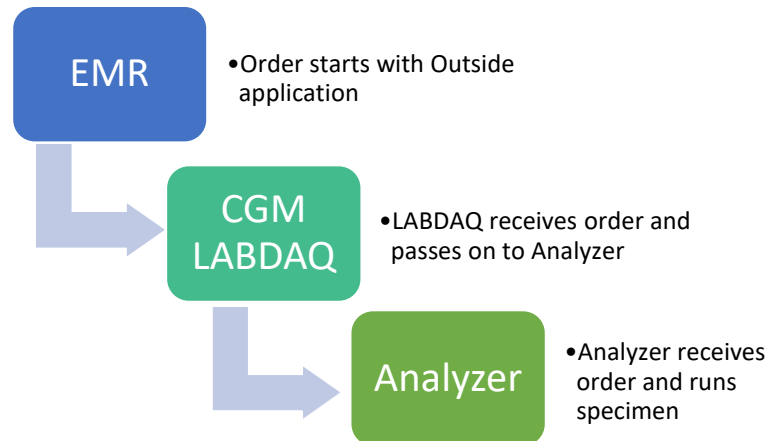 EMR
•Order starts with Outside
application
CGM
LABDAQ
•LABDAQ receives order and
passes on to Analyzer
Analyzer
•Analyzer receives
order and runs
specimen